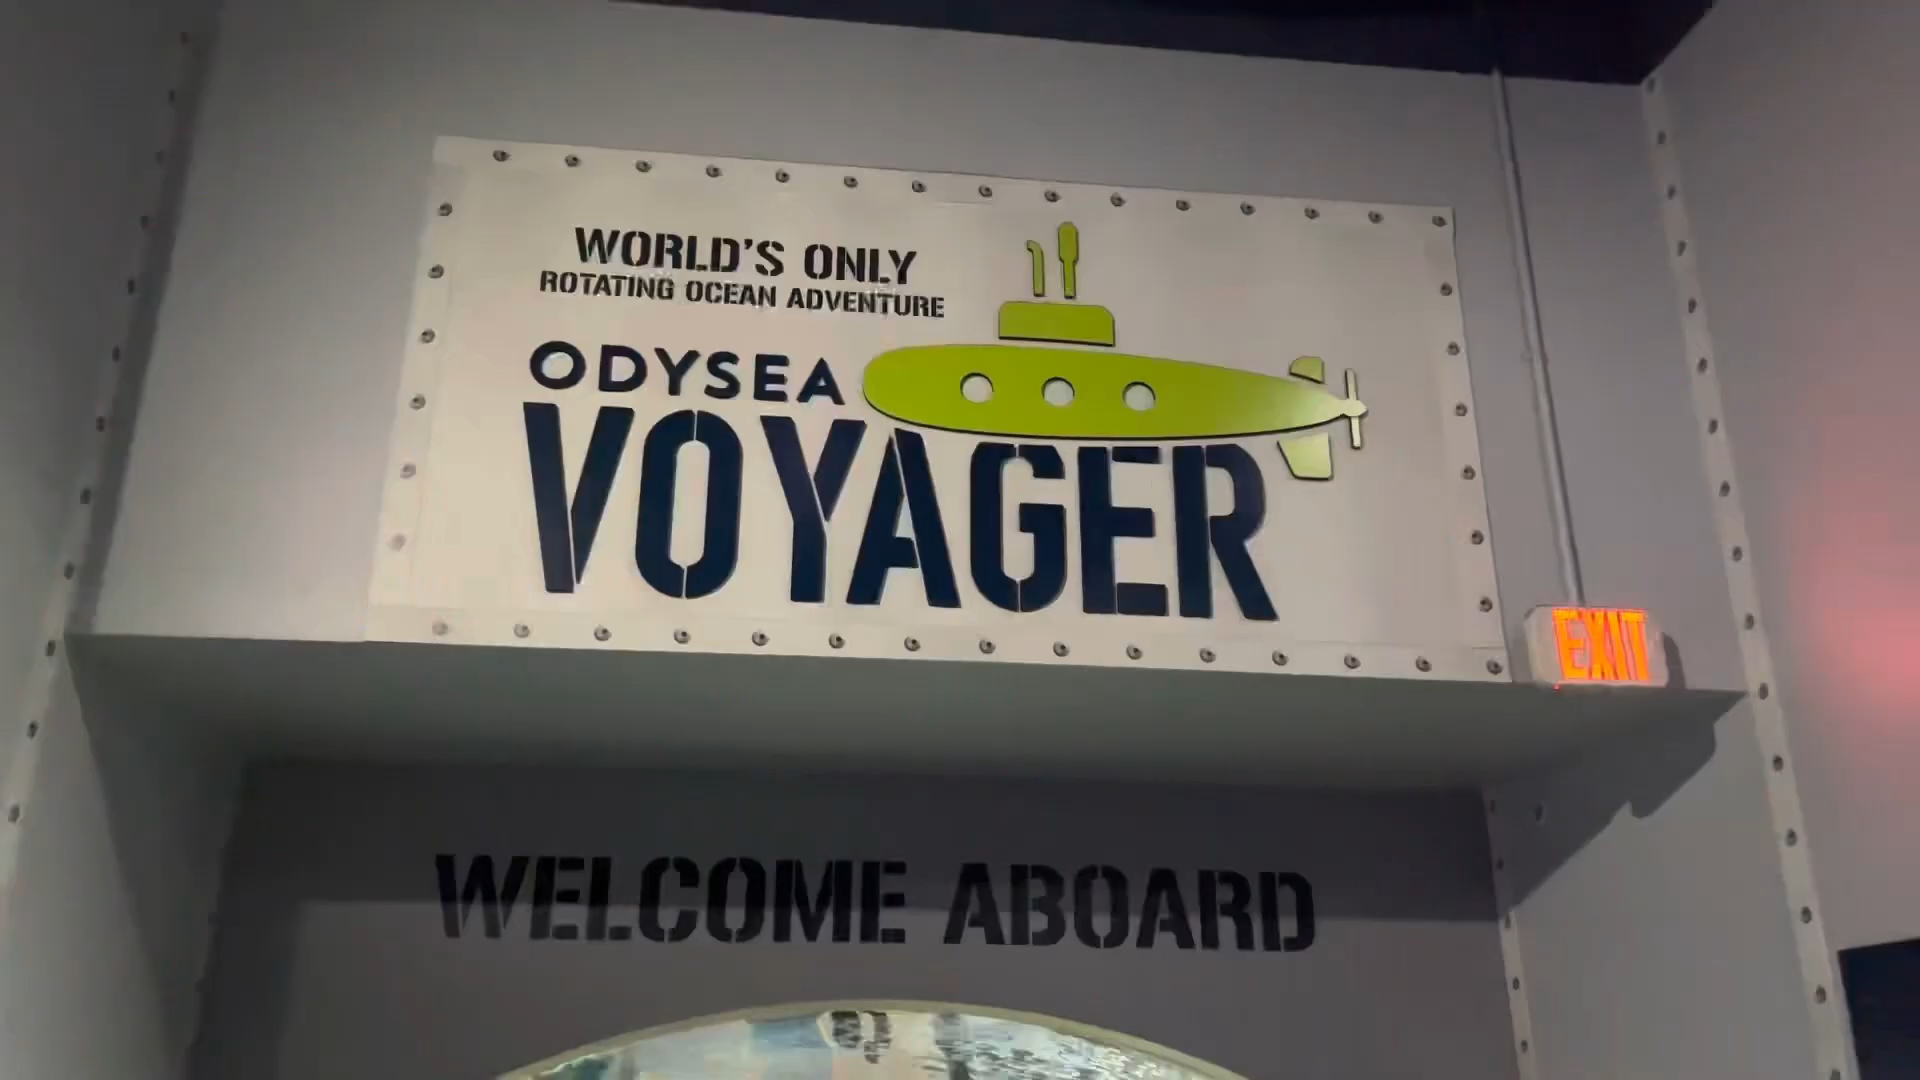 WORLD'S ONLY
ROTATING OCEAN ADVENTURE
ODYSEA
VOYAGER
EXIT
WELCOME ABOARD